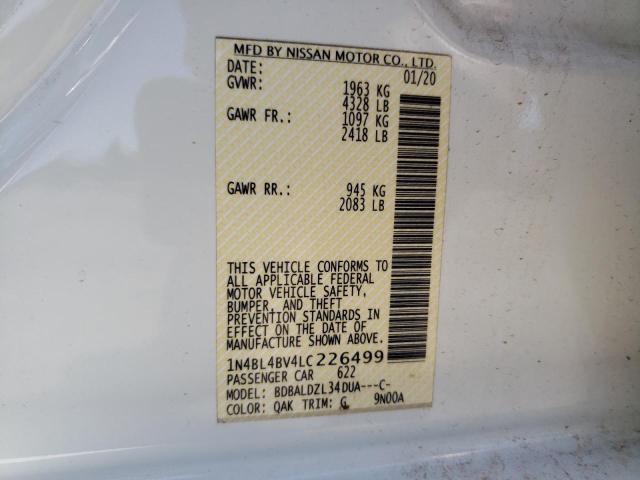 MFD BY NISSAN MOTOR CO., LTD.
DATE: 01/20
GVWR: 1963 KG
4328 LB
GAWR FR.: 1097 KG
2418 LB
GAWR RR.: 945 KG
2083 LB
THIS VEHICLE CONFORMS TO
ALL APPLICABLE FEDERAL
MOTOR VEHICLE SAFETY,
BUMPER, AND THEFT
PREVENTION STANDARDS IN
EFFECT ON THE DATE OF
MANUFACTURE SHOWN ABOVE.
1N4BL4BV4LC226499
PASSENGER CAR 622
MODEL: BDBALDZL34DUA---C-
COLOR: QAK TRIM: G 9N00A